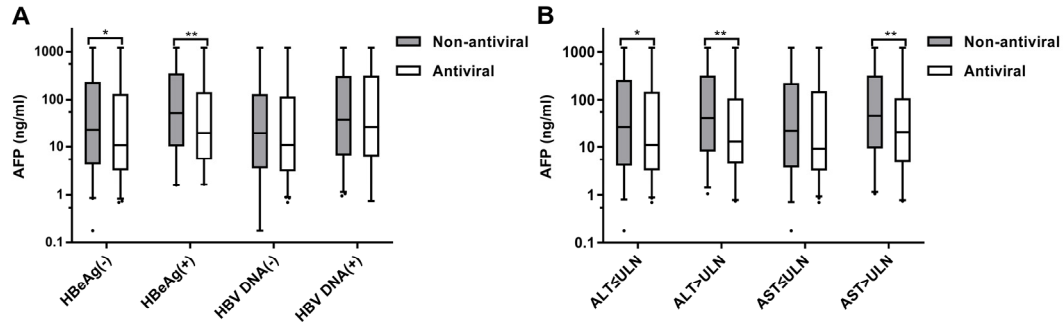 A
AFP (ng/ml)
1000
100
10
1
0.1
*
**
Non-antiviral
Antiviral
HBeAg(-)
HBeAg(+)
HBV DNA(-)
HBV DNA(+)
B
AFP (ng/ml)
1000
100
10
1
0.1
*
**
**
Non-antiviral
Antiviral
ALT≤ULN
ALT>ULN
AST≤ULN
AST>ULN